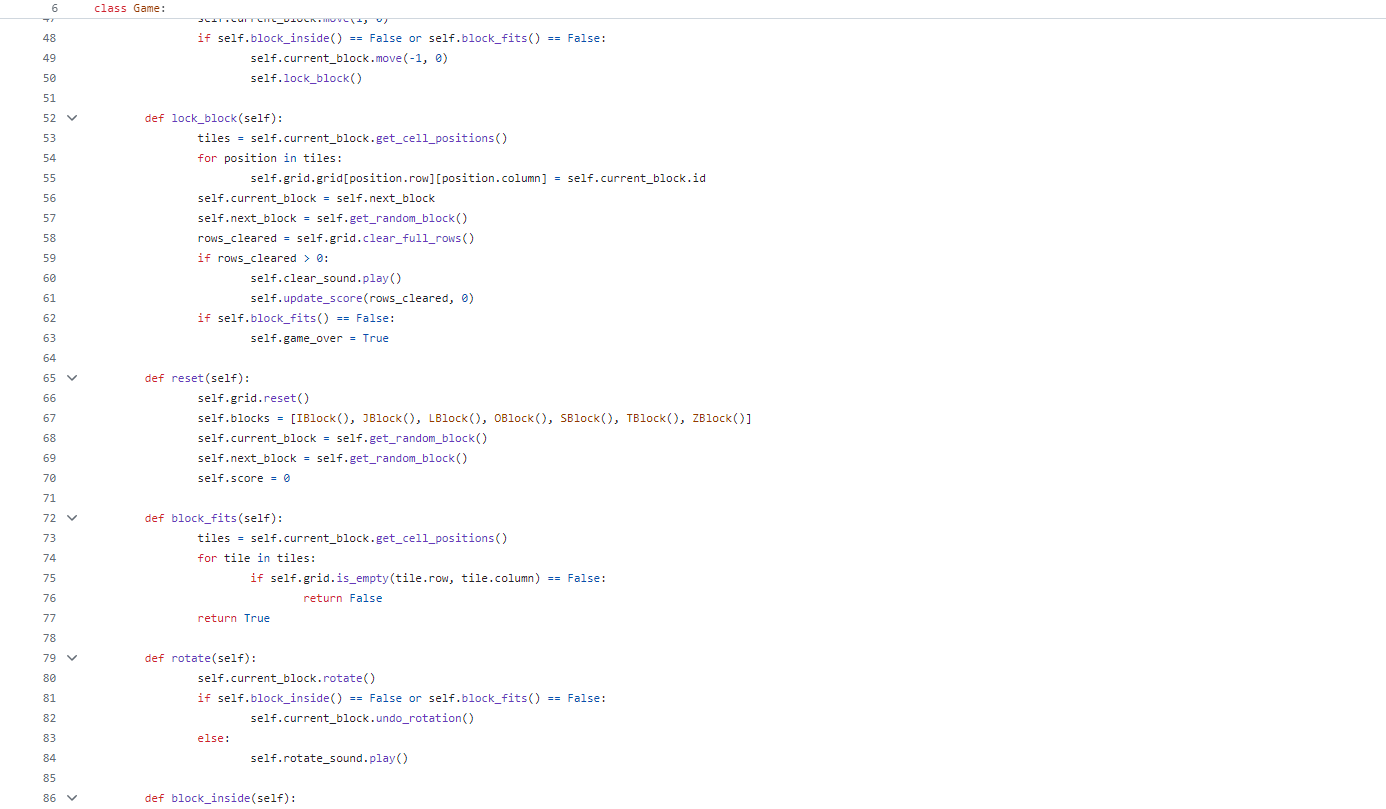 6 class Game:
47 self.current_block.move(1, 0)
48 if self.block_inside() == False or self.block_fits() == False:
49 self.current_block.move(-1, 0)
50 self.lock_block()
51
52 def lock_block(self):
53 tiles = self.current_block.get_cell_positions()
54 for position in tiles:
55 self.grid.grid[position.row][position.column] = self.current_block.id
56 self.current_block = self.next_block
57 self.next_block = self.get_random_block()
58 rows_cleared = self.grid.clear_full_rows()
59 if rows_cleared > 0:
60 self.clear_sound.play()
61 self.update_score(rows_cleared, 0)
62 if self.block_fits() == False:
63 self.game_over = True
64
65 def reset(self):
66 self.grid.reset()
67 self.blocks = [IBlock(), JBlock(), LBlock(), OBlock(), SBlock(), TBlock(), ZBlock()]
68 self.current_block = self.get_random_block()
69 self.next_block = self.get_random_block()
70 self.score = 0
71
72 def block_fits(self):
73 tiles = self.current_block.get_cell_positions()
74 for tile in tiles:
75 if self.grid.is_empty(tile.row, tile.column) == False:
76 return False
77 return True
78
79 def rotate(self):
80 self.current_block.rotate()
81 if self.block_inside() == False or self.block_fits() == False:
82 self.current_block.undo_rotation()
83 else:
84 self.rotate_sound.play()
85
86 def block_inside(self):